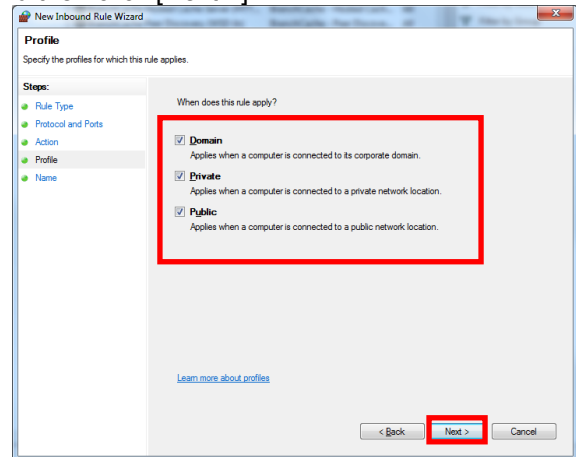 New Inbound Rule Wizard
Profile
Specify the profiles for which this rule applies.
Steps:
Rule Type
Protocol and Ports
Action
Profile
Name
When does this rule apply?
Domain
Applies when a computer is connected to its corporate domain.
Private
Applies when a computer is connected to a private network location.
Public
Applies when a computer is connected to a public network location.
Learn more about profiles
< Back
Next >
Cancel